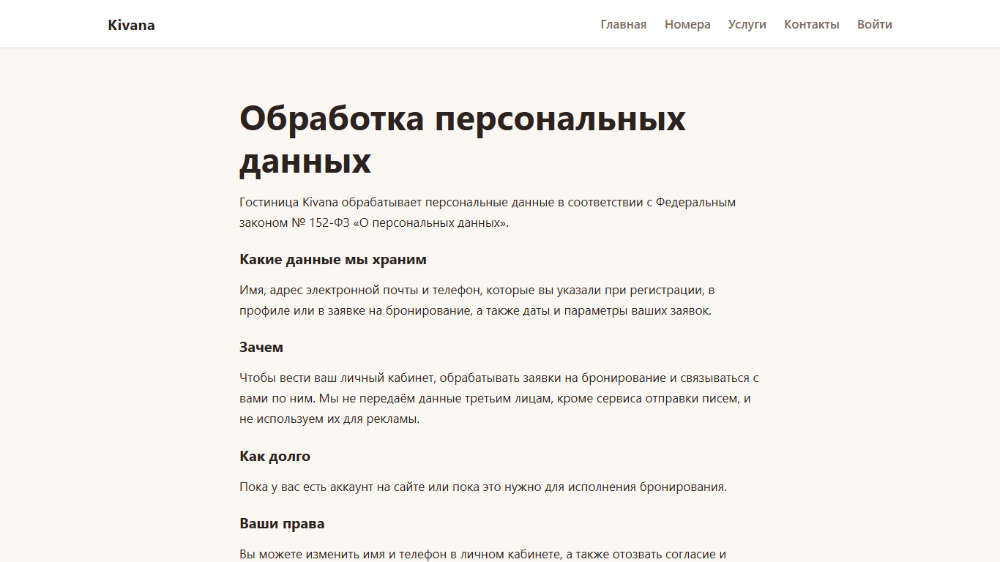 Kivana
Главная Номера Услуги Контакты Войти
Обработка персональных
данных
Гостиница Kivana обрабатывает персональные данные в соответствии с Федеральным
законом № 152-ФЗ «О персональных данных».
Какие данные мы храним
Имя, адрес электронной почты и телефон, которые вы указали при регистрации, в
профиле или в заявке на бронирование, а также даты и параметры ваших заявок.
Зачем
Чтобы вести ваш личный кабинет, обрабатывать заявки на бронирование и связываться с
вами по ним. Мы не передаём данные третьим лицам, кроме сервиса отправки писем, и
не используем их для рекламы.
Как долго
Пока у вас есть аккаунт на сайте или пока это нужно для исполнения бронирования.
Ваши права
Вы можете изменить имя и телефон в личном кабинете, а также отозвать согласие и